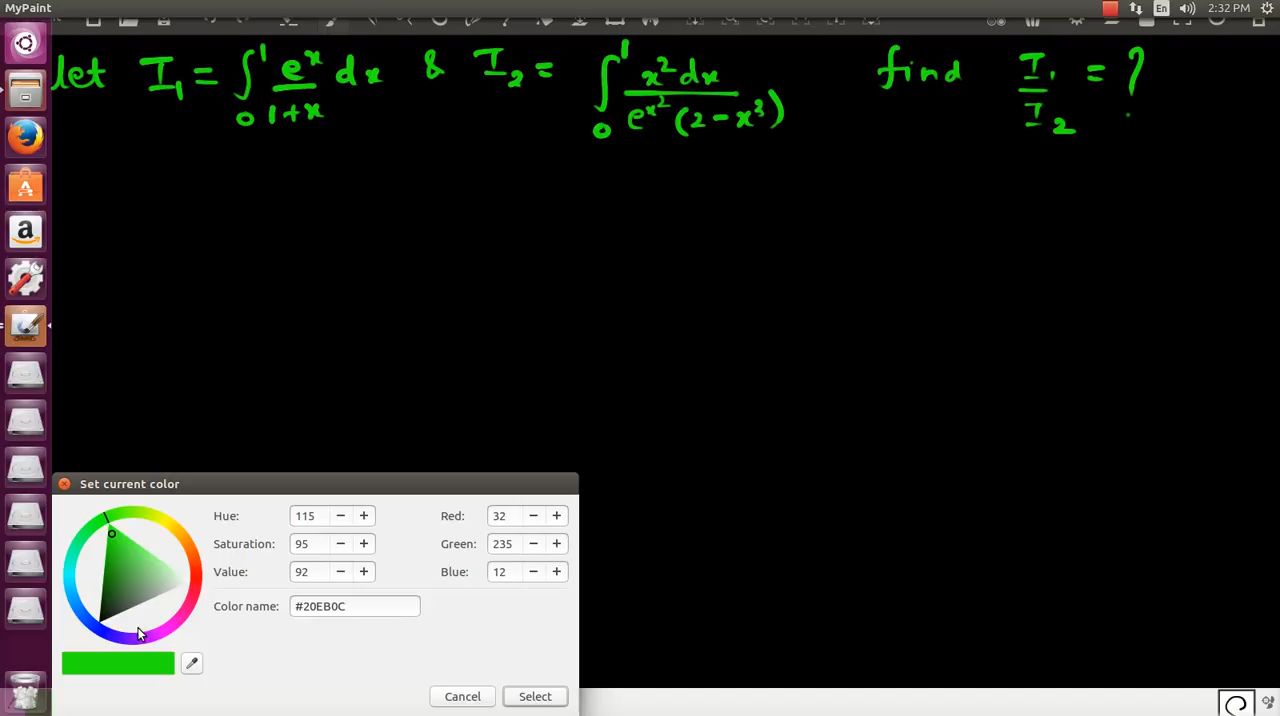 MyPaint
En
2:32 PM
let I₁ = ∫₀¹ eˣ/(1+x) dx & I₂ = ∫₀¹ x²dx/(e^(x²)(2−x³)) find I₁/I₂ = ?
Set current color
Hue: 115 − + Red: 32 − +
Saturation: 95 − + Green: 235 − +
Value: 92 − + Blue: 12 − +
Color name: #20EB0C
Cancel Select